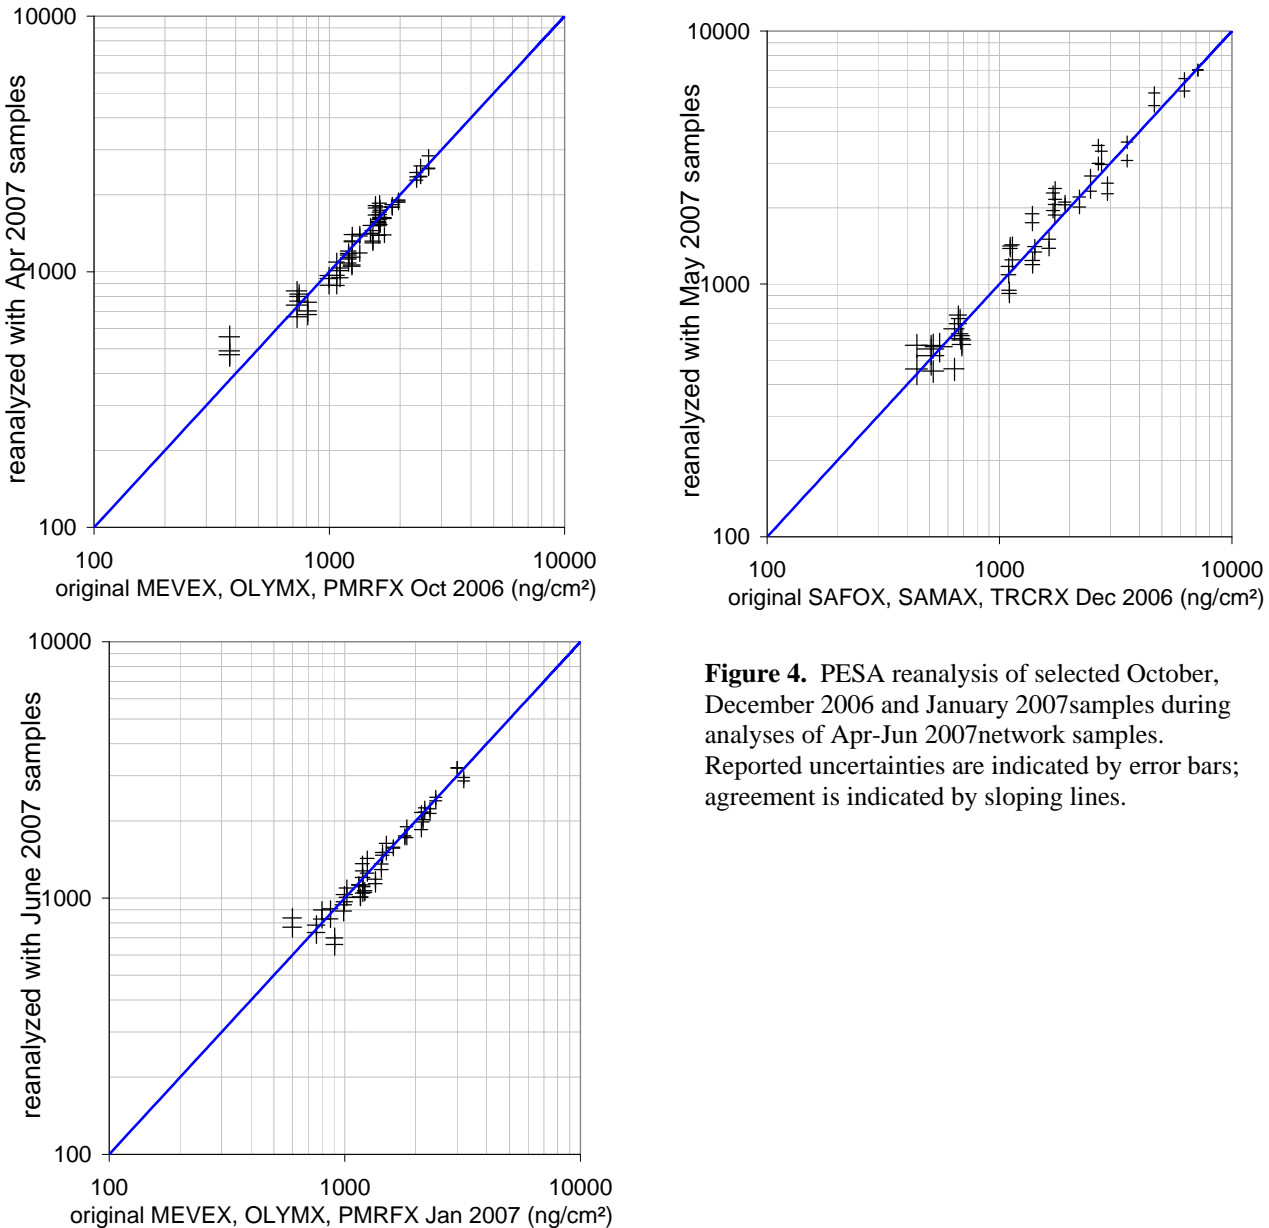 10000
1000
100
reanalyzed with Apr 2007 samples
100 1000 10000
original MEVEX, OLYMX, PMRFX Oct 2006 (ng/cm²)
10000
1000
100
reanalyzed with May 2007 samples
100 1000 10000
original SAFOX, SAMAX, TRCRX Dec 2006 (ng/cm²)
10000
1000
100
reanalyzed with June 2007 samples
100 1000 10000
original MEVEX, OLYMX, PMRFX Jan 2007 (ng/cm²)
Figure 4. PESA reanalysis of selected October,
December 2006 and January 2007samples during
analyses of Apr-Jun 2007network samples.
Reported uncertainties are indicated by error bars;
agreement is indicated by sloping lines.